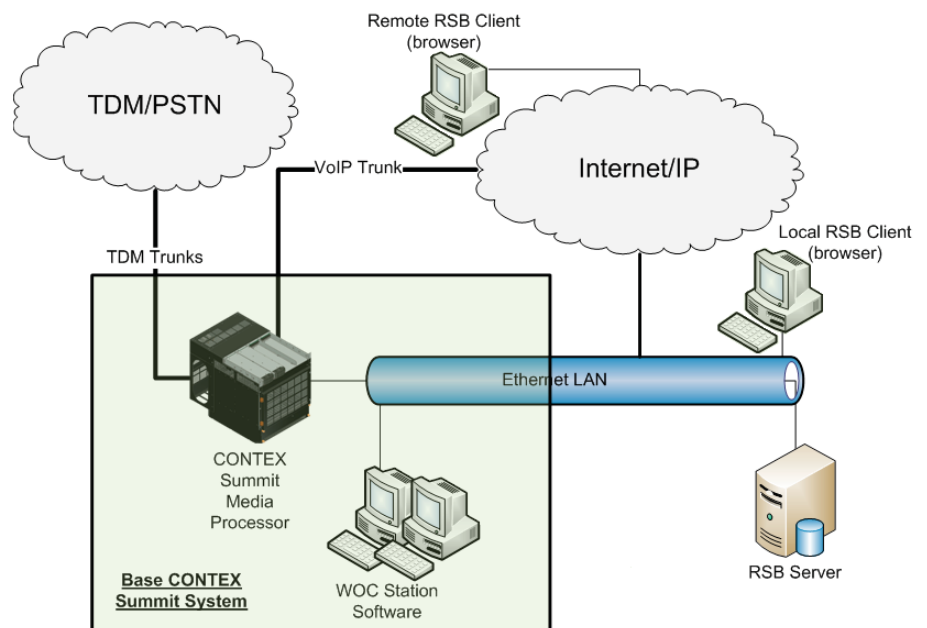 Remote RSB Client
(browser)
TDM/PSTN
Internet/IP
VoIP Trunk
Local RSB Client
(browser)
TDM Trunks
Ethernet LAN
CONTEX
Summit
Media
Processor
WOC Station
Software
RSB Server
Base CONTEX
Summit System